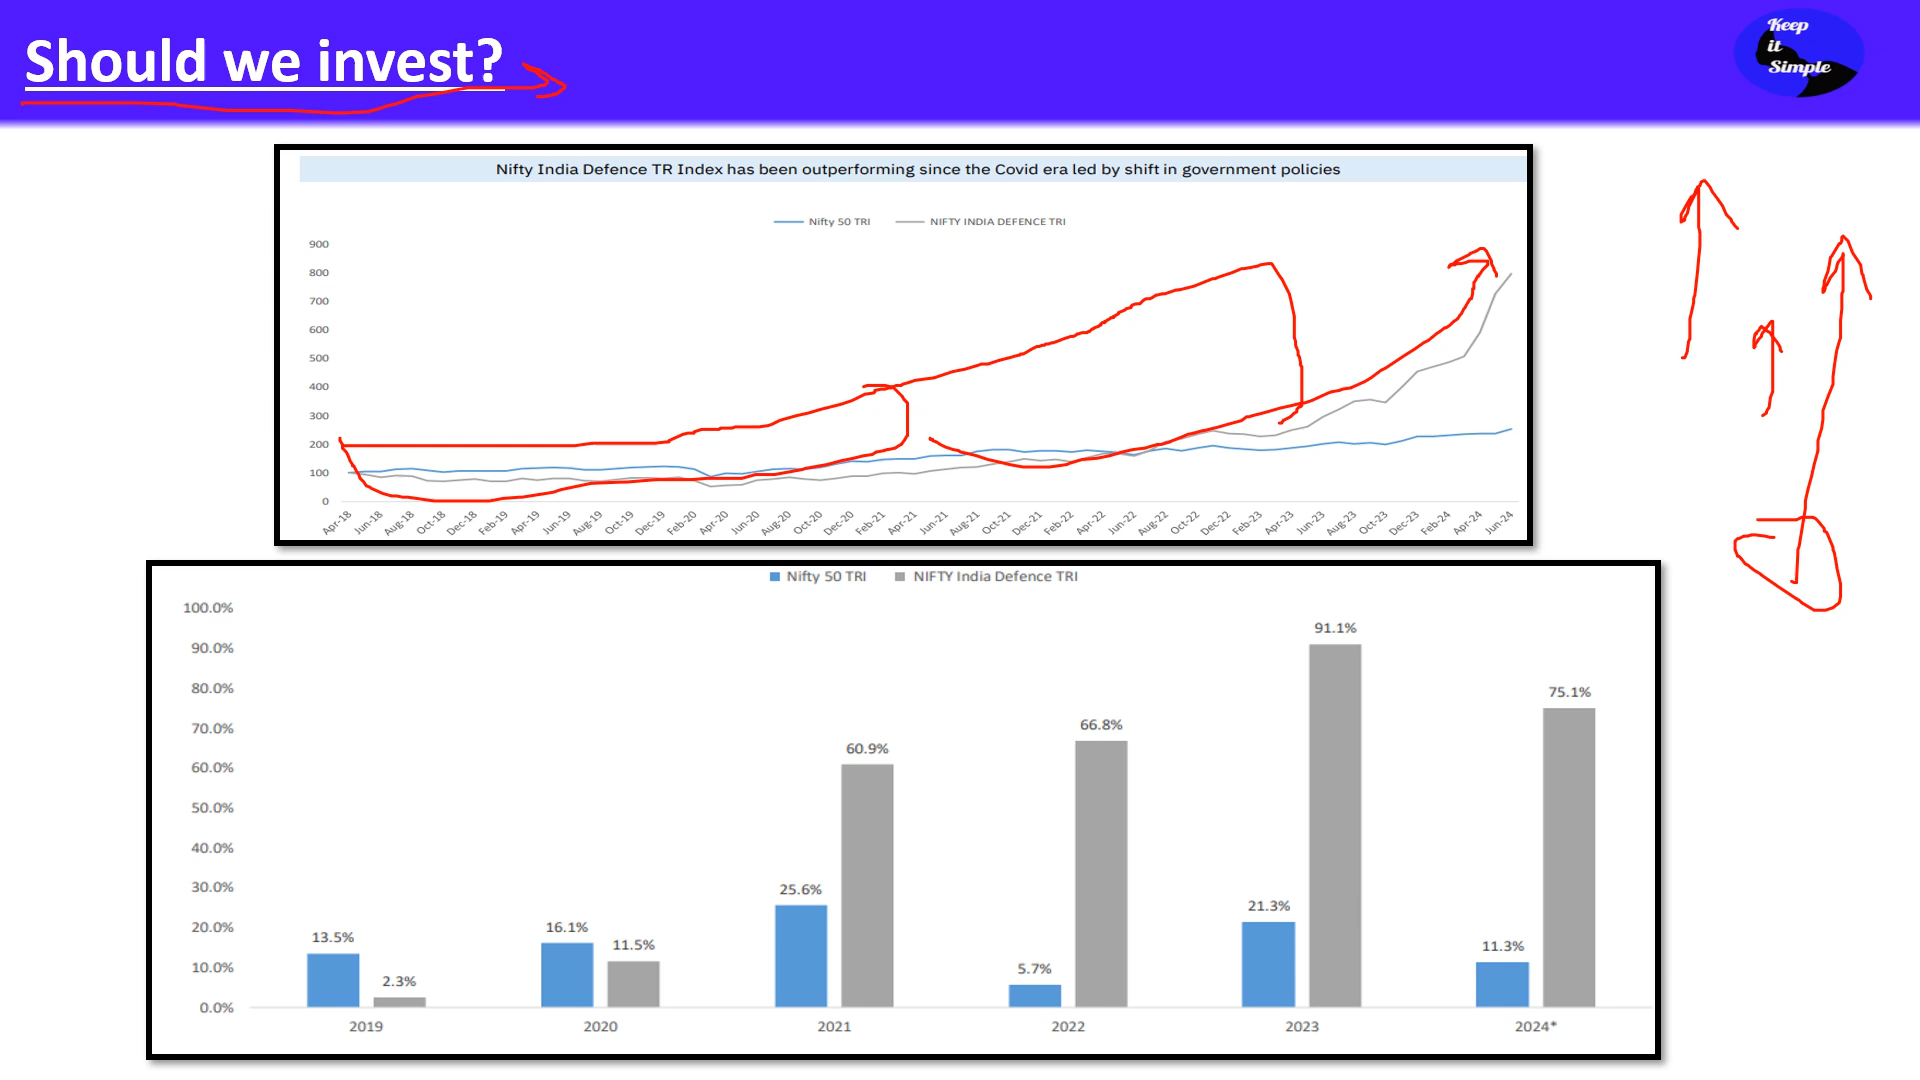 Should we invest?
Keep
it
Simple
Nifty India Defence TR Index has been outperforming since the Covid era led by shift in government policies
Nifty 50 TRI NIFTY INDIA DEFENCE TRI
900
800
700
600
500
400
300
200
100
0
Apr-18 Jun-18 Aug-18 Oct-18 Dec-18 Feb-19 Apr-19 Jun-19 Aug-19 Oct-19 Dec-19 Feb-20 Apr-20 Jun-20 Aug-20 Oct-20 Dec-20 Feb-21 Apr-21 Jun-21 Aug-21 Oct-21 Dec-21 Feb-22 Apr-22 Jun-22 Aug-22 Oct-22 Dec-22 Feb-23 Apr-23 Jun-23 Aug-23 Oct-23 Dec-23 Feb-24 Apr-24 Jun-24
Nifty 50 TRI NIFTY India Defence TRI
100.0%
90.0%
80.0%
70.0%
60.0%
50.0%
40.0%
30.0%
20.0%
10.0%
0.0%
13.5% 2.3% 16.1% 11.5% 25.6% 60.9% 5.7% 66.8% 21.3% 91.1% 11.3% 75.1%
2019 2020 2021 2022 2023 2024*